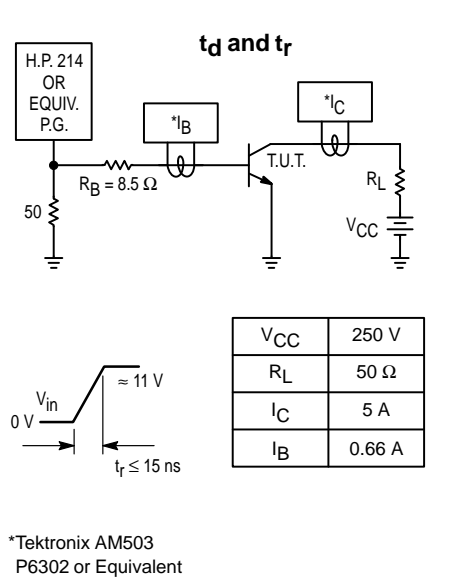 td and tr
H.P. 214
OR
EQUIV.
P.G.
*IB
*IC
T.U.T.
RB = 8.5 Ω
RL
50
VCC
Vin
0 V
≈ 11 V
tr ≤ 15 ns
VCC 250 V
RL 50 Ω
IC 5 A
IB 0.66 A
*Tektronix AM503
P6302 or Equivalent